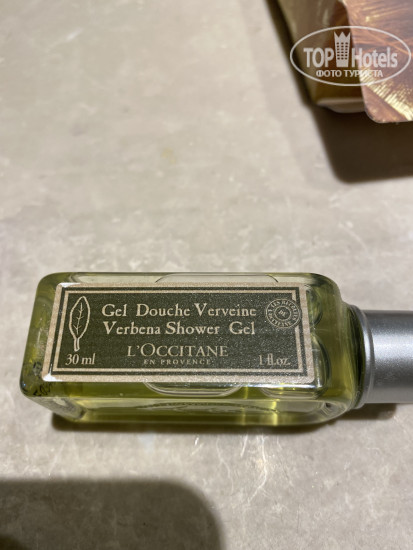 TOP Hotels
ФОТО ТУРИСТА
Gel Douche Verveine
Verbena Shower Gel
L'OCCITANE
EN PROVENCE
30 ml
1 fl.oz.